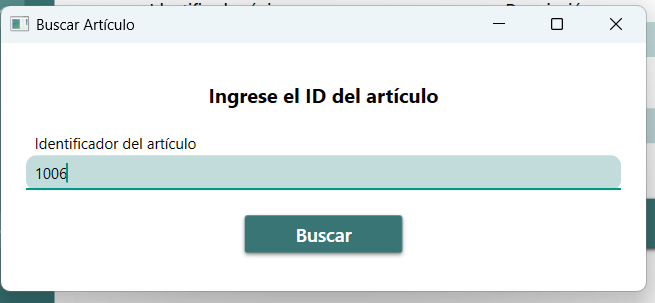 Buscar Artículo
Ingrese el ID del artículo
Identificador del artículo
1006
Buscar